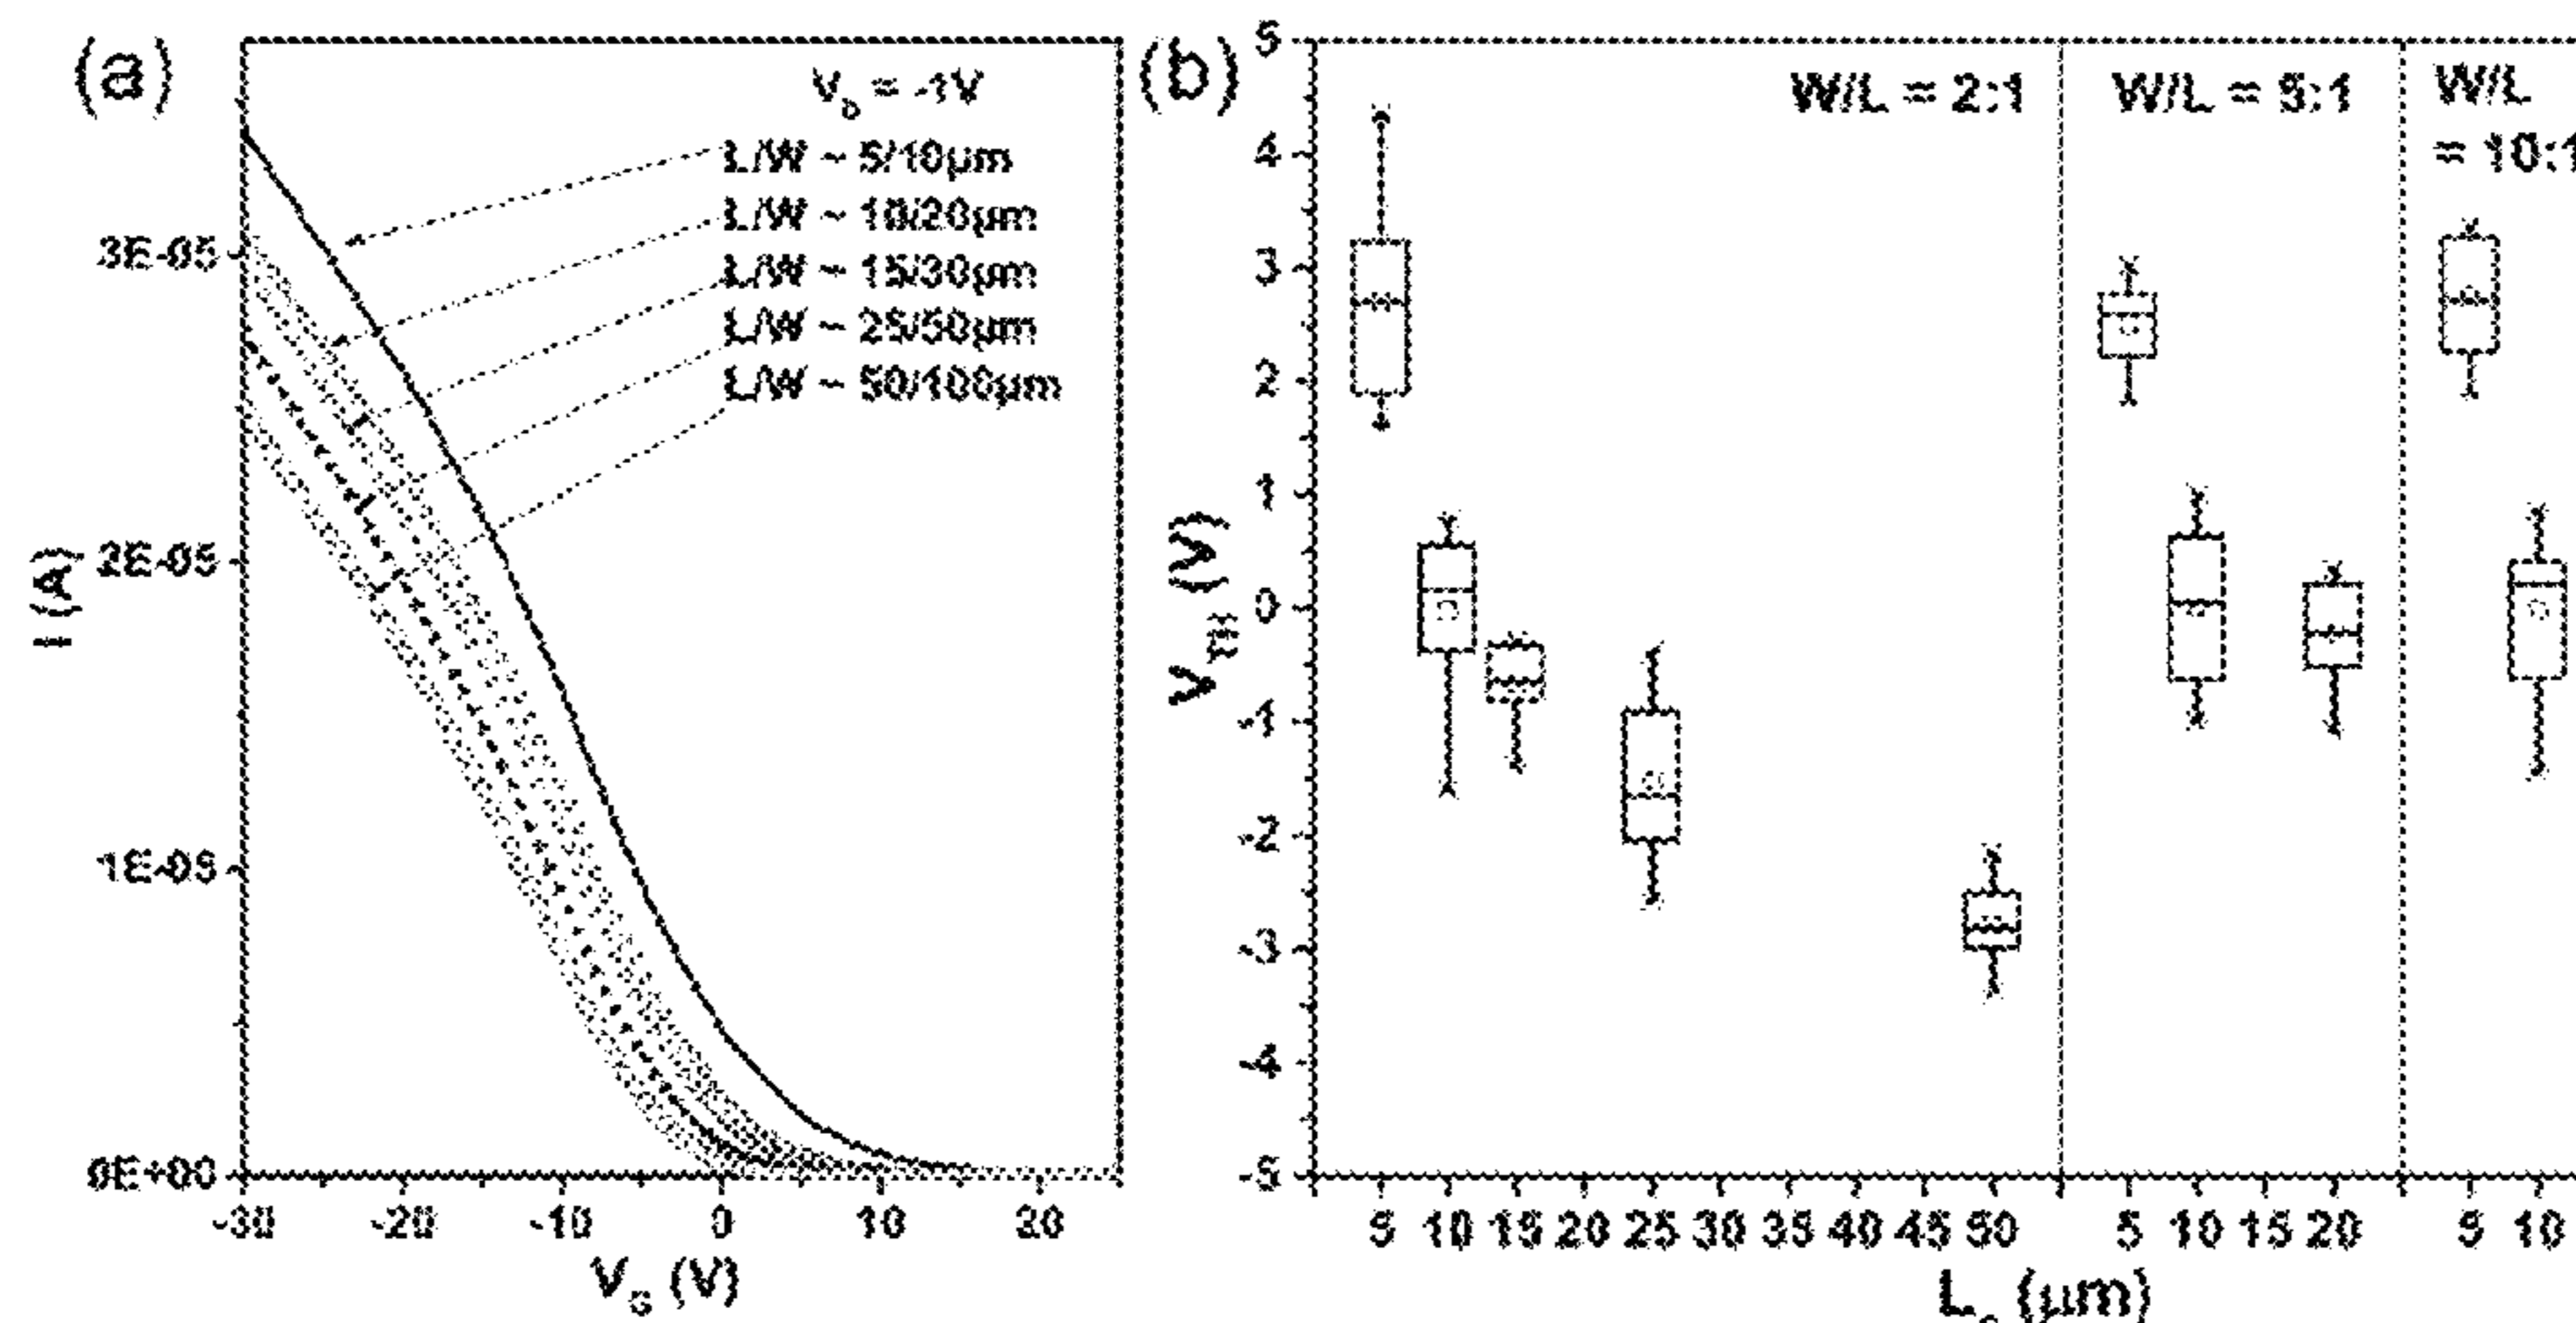 (a)
V_D = -1V
L/W ~ 5/10μm
L/W ~ 10/20μm
L/W ~ 15/30μm
L/W ~ 25/50μm
L/W ~ 50/100μm
3E-05
2E-05
1E-05
0E+00
I (A)
-30 -20 -10 0 10 20
V_G (V)
(b)
W/L = 2:1
W/L = 5:1
W/L
= 10:1
5
4
3
2
1
0
-1
-2
-3
-4
-5
V_TH (V)
5 10 15 20 25 30 35 40 45 50 5 10 15 20 5 10
L_c (μm)